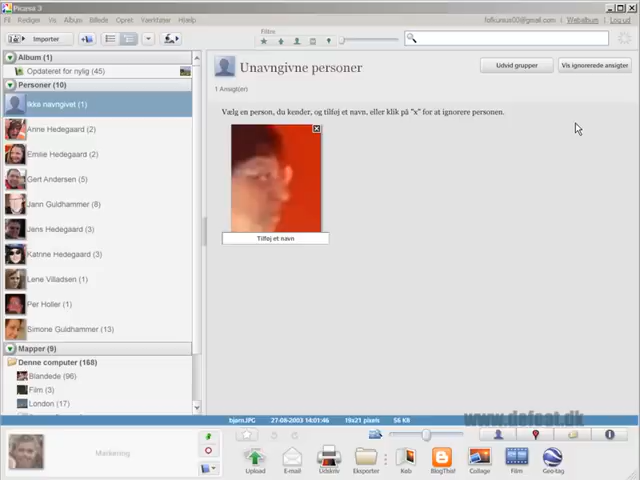 Picasa 3
Fil Rediger Vis Album Billede Opret Værktøjer Hjælp
fofkursus00@gmail.com | Webalbum | Log ud
Importer
Filtre
Album (1)
Opdateret for nylig (45)
Personer (10)
Ikke navngivet (1)
Anne Hedegaard (2)
Emilie Hedegaard (2)
Gert Andersen (5)
Jann Guldhammer (8)
Jens Hedegaard (3)
Katrine Hedegaard (3)
Lene Villadsen (1)
Per Holler (1)
Simone Guldhammer (13)
Mapper (9)
Denne computer (168)
Blandede (96)
Film (3)
London (17)
Unavngivne personer
Udvid grupper
Vis ignorerede ansigter
1 Ansigt(er)
Vælg en person, du kender, og tilføj et navn, eller klik på "x" for at ignorere personen.
Tilføj et navn
bjørn.JPG 27-08-2003 14:01:46 19x21 pixels 56 KB
www.defeat.dk
Markering
Upload
E-mail
Udskriv
Eksporter
Køb
BlogThis!
Collage
Film
Geo-tag